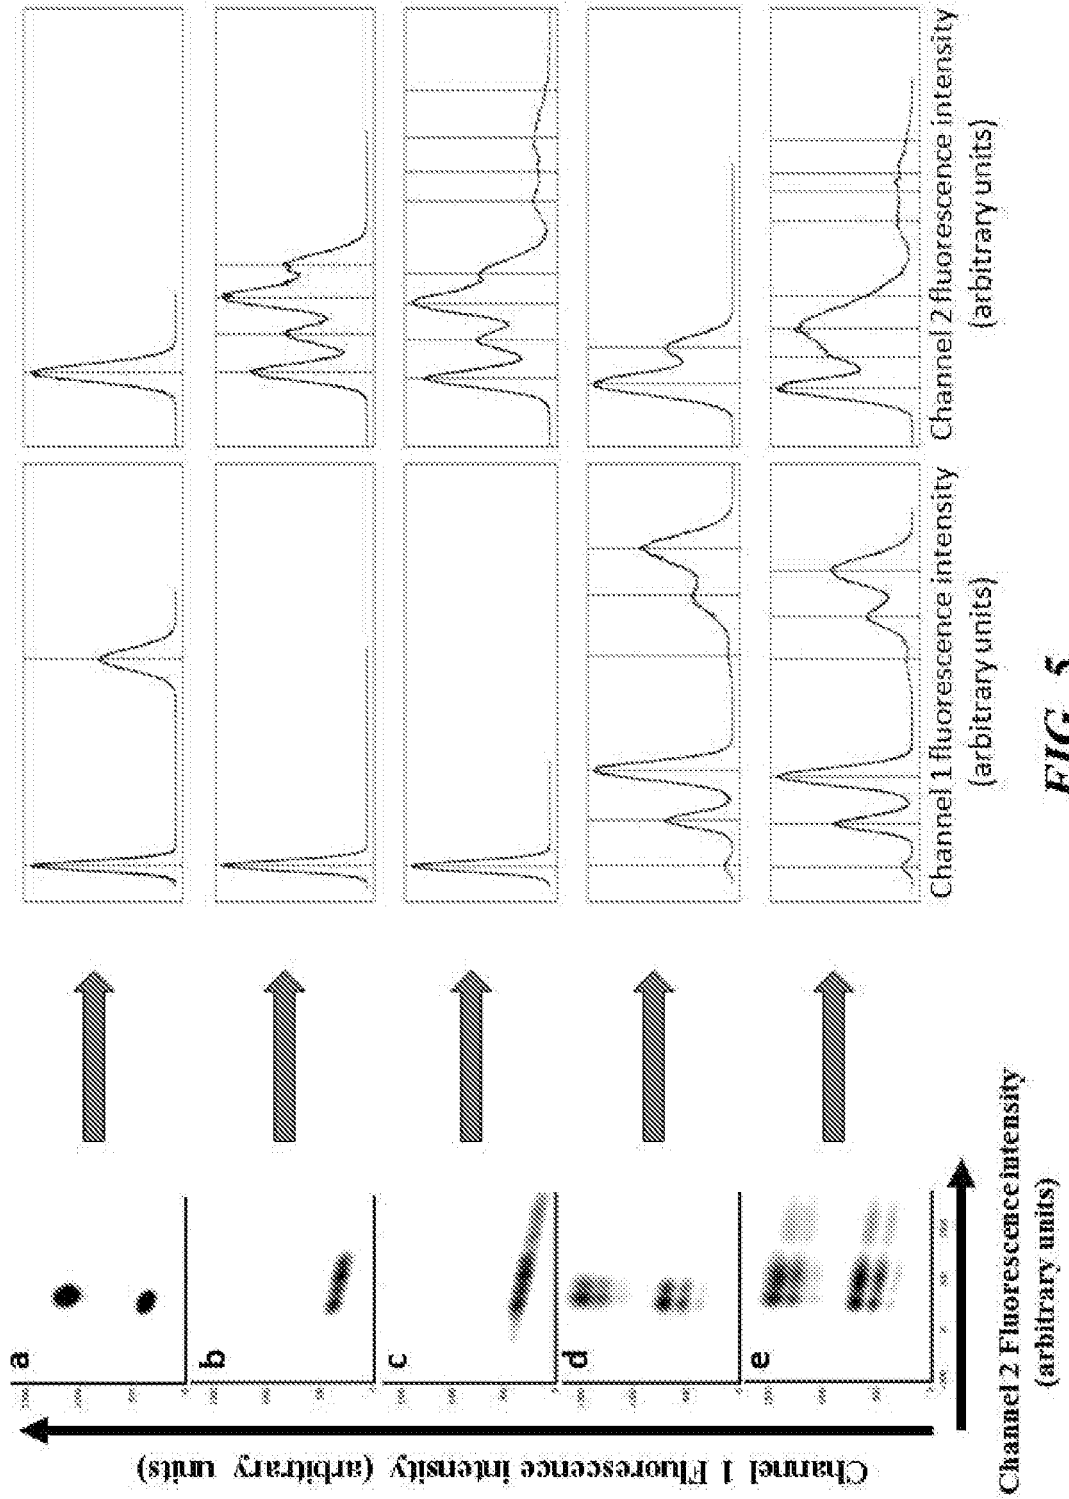 a
b
c
d
e
Channel 1 Fluorescence intensity (arbitrary units)
Channel 2 Fluorescence intensity
(arbitrary units)
Channel 1 fluorescence intensity
(arbitrary units)
Channel 2 fluorescence intensity
(arbitrary units)
FIG. 5